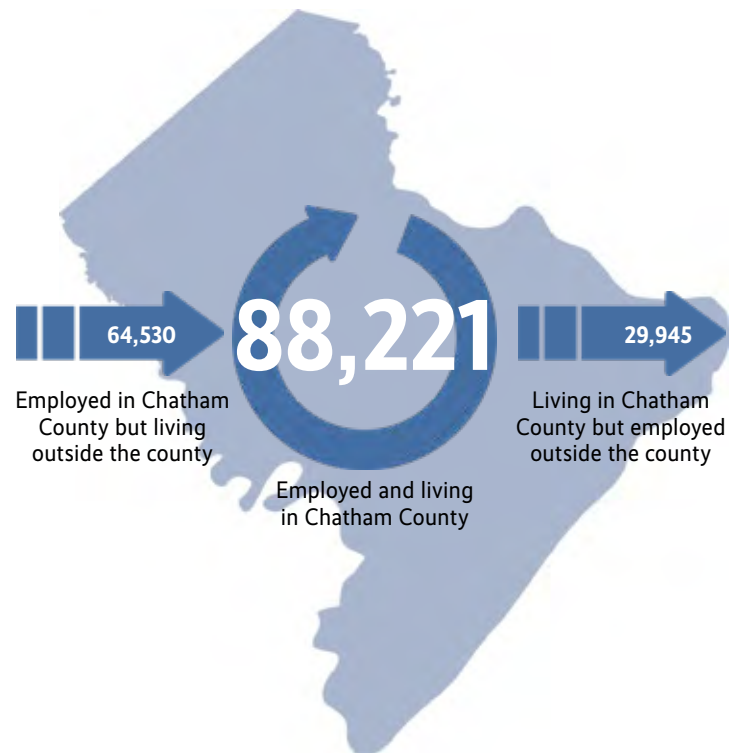 64,530
Employed in Chatham
County but living
outside the county
88,221
Employed and living
in Chatham County
29,945
Living in Chatham
County but employed
outside the county